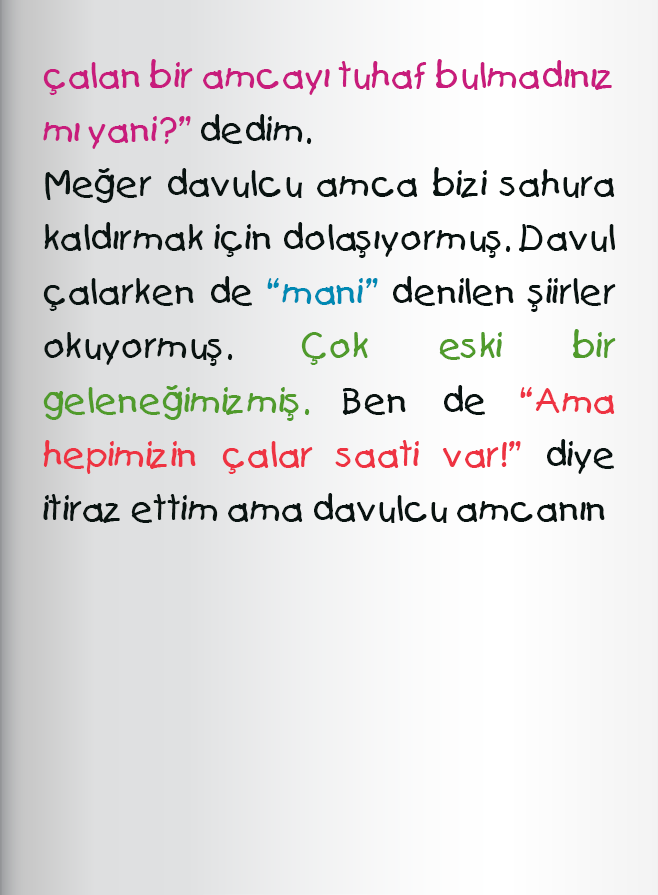 çalan bir amcayı tuhaf bulmadınız
mı yani?” dedim.
Meğer davulcu amca bizi sahura
kaldırmak için dolaşıyormuş. Davul
çalarken de “mani” denilen şiirler
okuyormuş. Çok eski bir
geleneğimizmiş. Ben de “Ama
hepimizin çalar saati var!” diye
itiraz ettim ama davulcu amcanın